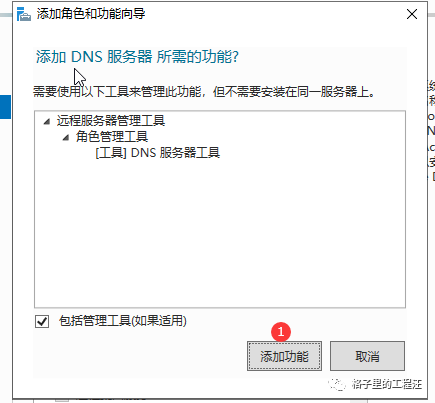 添加角色和功能向导
添加 DNS 服务器 所需的功能?
需要使用以下工具来管理此功能，但不需要安装在同一服务器上。
远程服务器管理工具
角色管理工具
[工具] DNS 服务器工具
包括管理工具(如果适用)
1
添加功能
取消
格子里的工程汪